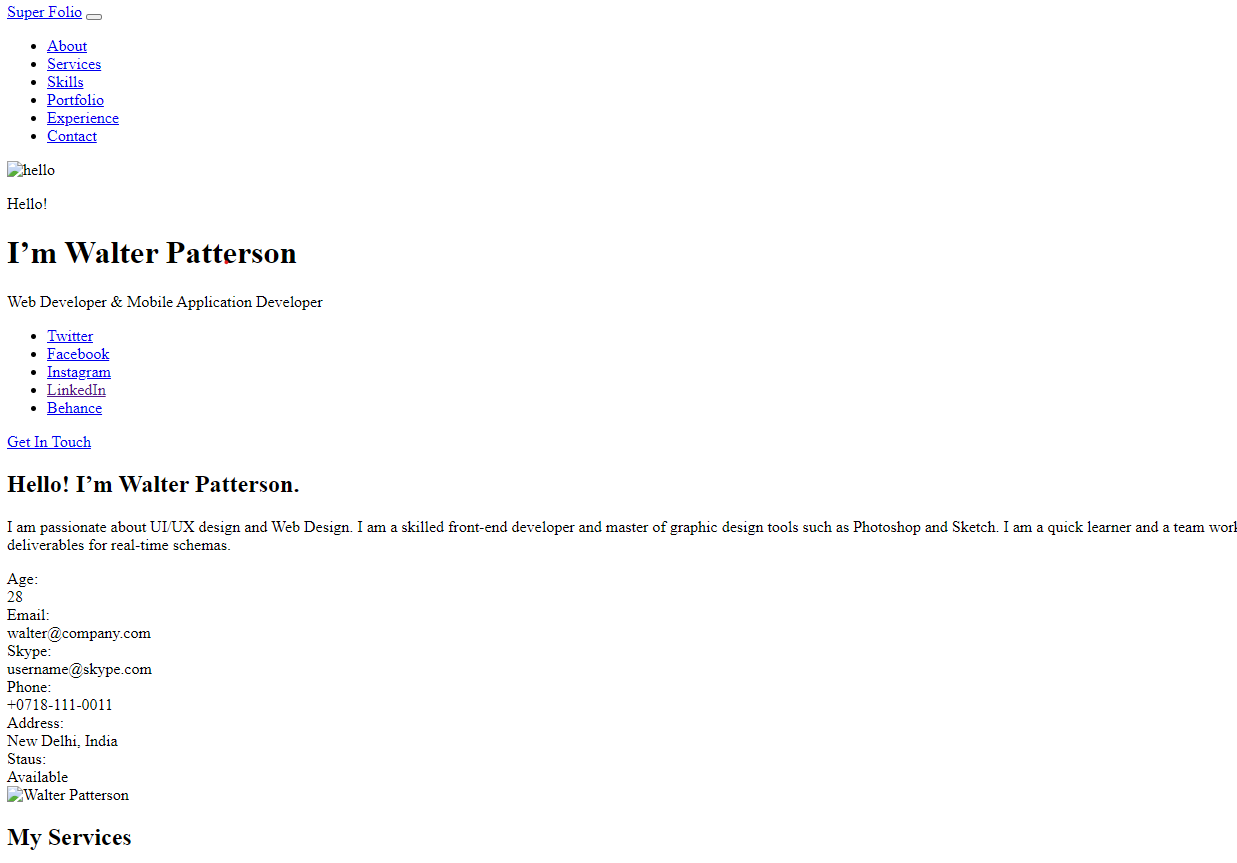 Super Folio
About
Services
Skills
Portfolio
Experience
Contact
hello
Hello!
I’m Walter Patterson
Web Developer & Mobile Application Developer
Twitter
Facebook
Instagram
LinkedIn
Behance
Get In Touch
Hello! I’m Walter Patterson.
I am passionate about UI/UX design and Web Design. I am a skilled front-end developer and master of graphic design tools such as Photoshop and Sketch. I am a quick learner and a team
deliverables for real-time schemas.
Age:
28
Email:
walter@company.com
Skype:
username@skype.com
Phone:
+0718-111-0011
Address:
New Delhi, India
Staus:
Available
Walter Patterson
My Services